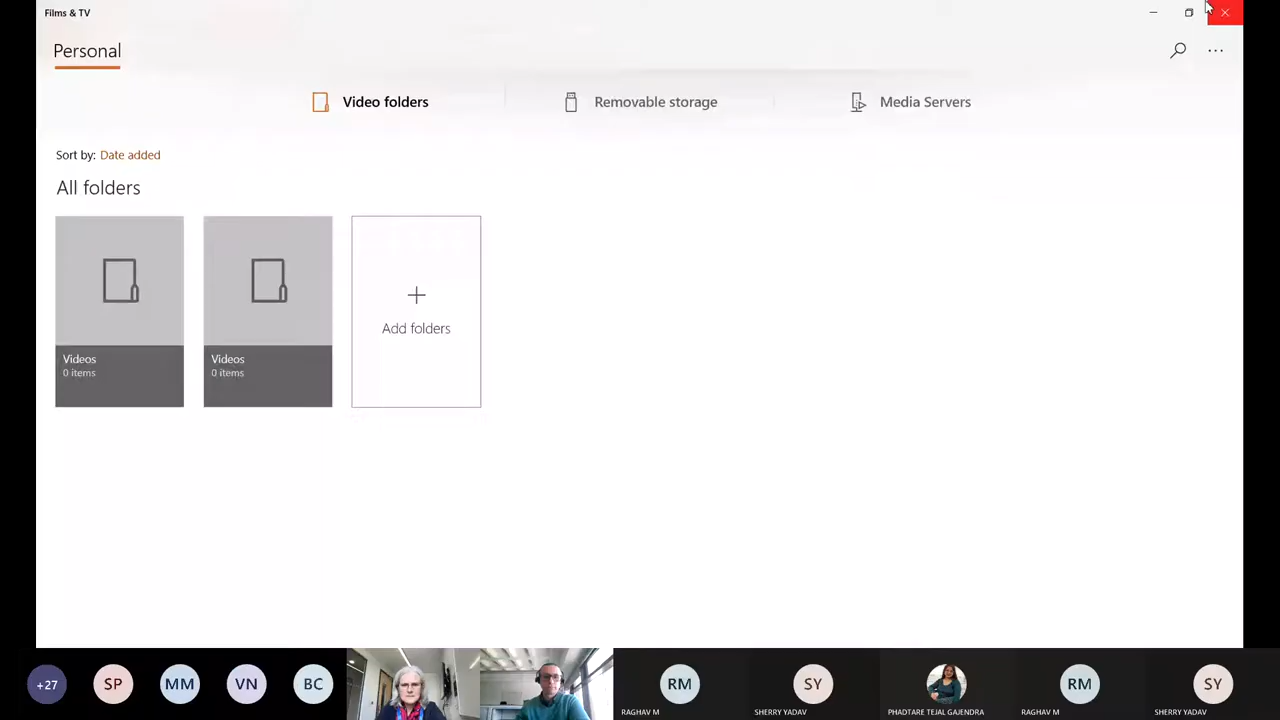 Films & TV
Personal
Video folders
Removable storage
Media Servers
Sort by: Date added
All folders
Videos
0 items
Videos
0 items
Add folders
+27
SP
MM
VN
BC
RM
RAGHAV M
SY
SHERRY YADAV
PHADTARE TEJAL GAJENDRA
RM
RAGHAV M
SY
SHERRY YADAV